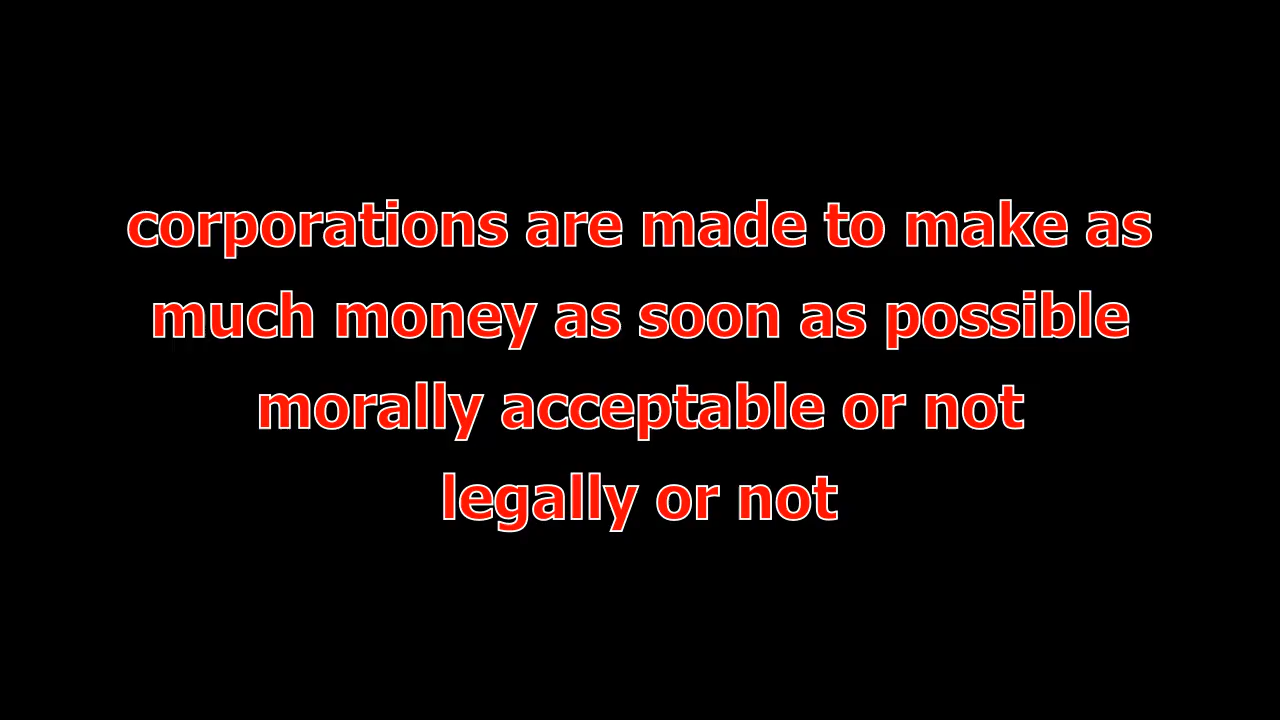 corporations are made to make as
much money as soon as possible
morally acceptable or not
legally or not